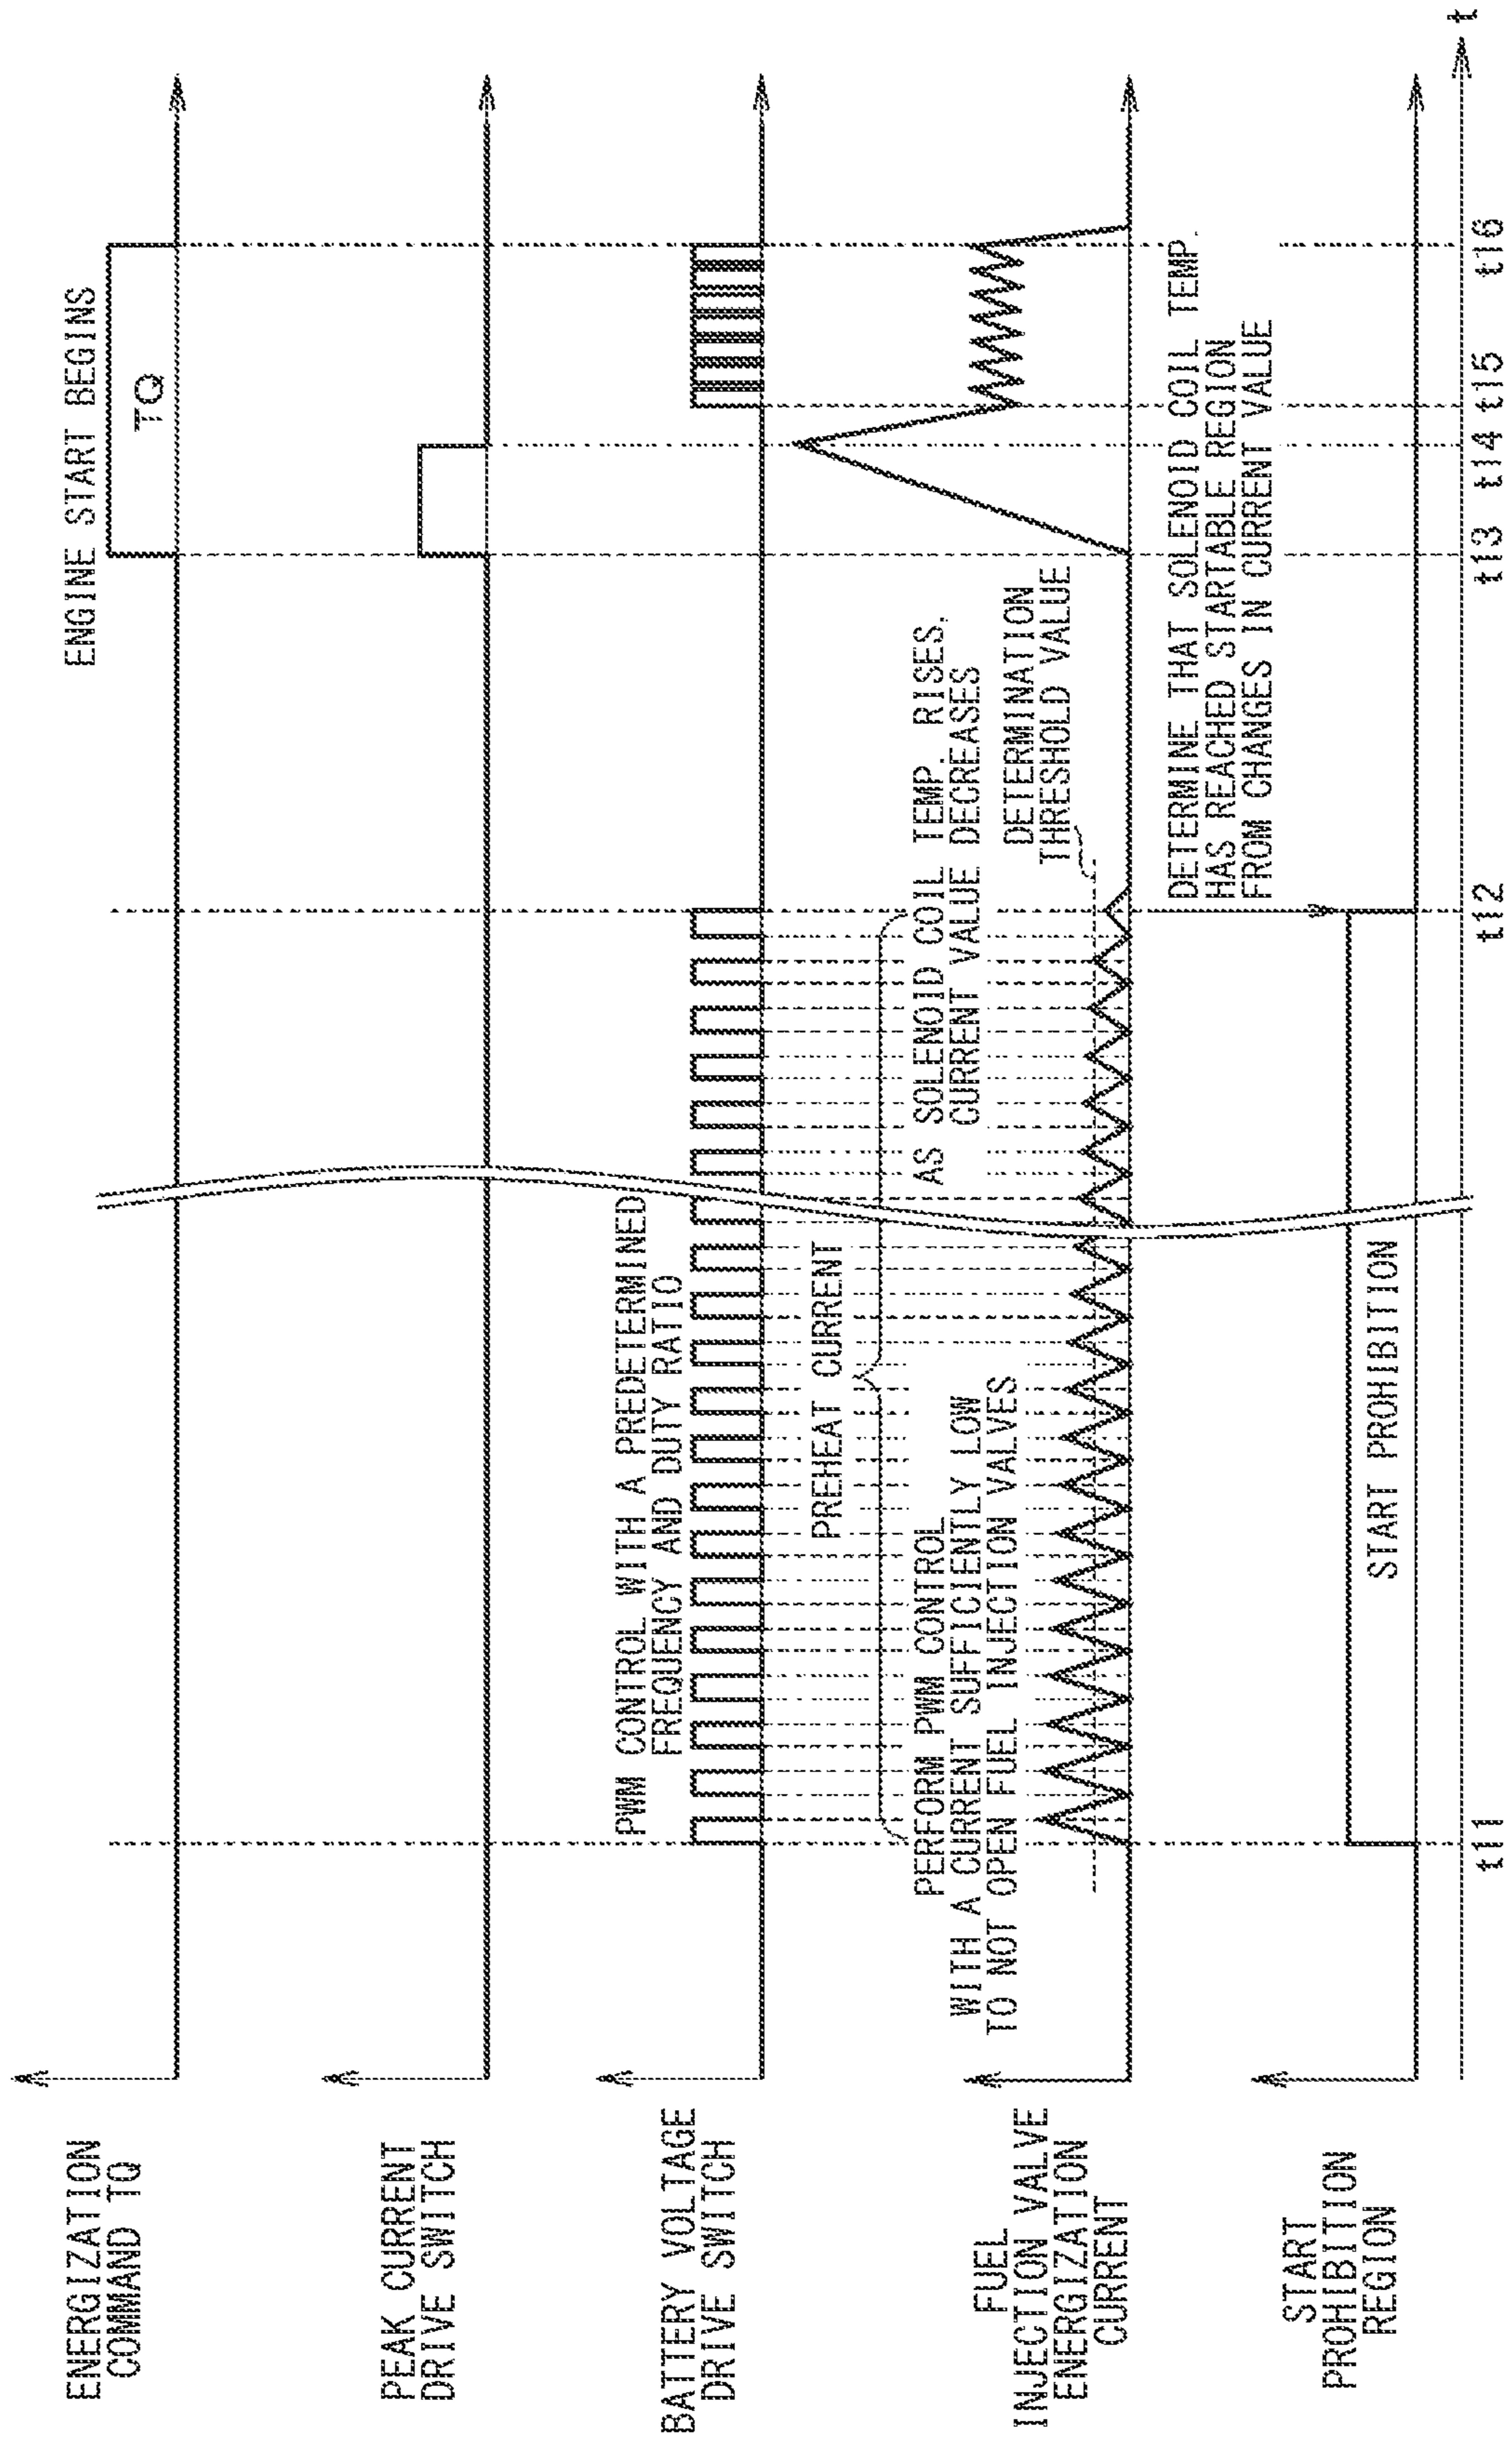 ENGINE START BEGINS
ENERGIZATION
COMMAND TQ
TQ
PEAK CURRENT
DRIVE SWITCH
PWM CONTROL WITH A PREDETERMINED
FREQUENCY AND DUTY RATIO
BATTERY VOLTAGE
DRIVE SWITCH
PREHEAT CURRENT
PERFORM PWM CONTROL
WITH A CURRENT SUFFICIENTLY LOW
TO NOT OPEN FUEL INJECTION VALVES
AS SOLENOID COIL TEMP. RISES,
CURRENT VALUE DECREASES
DETERMINATION
THRESHOLD VALUE
FUEL
INJECTION VALVE
ENERGIZATION
CURRENT
DETERMINE THAT SOLENOID COIL TEMP.
HAS REACHED STARTABLE REGION
FROM CHANGES IN CURRENT VALUE
START
PROHIBITION
REGION
START PROHIBITION
t11 t12 t13 t14 t15 t16 t